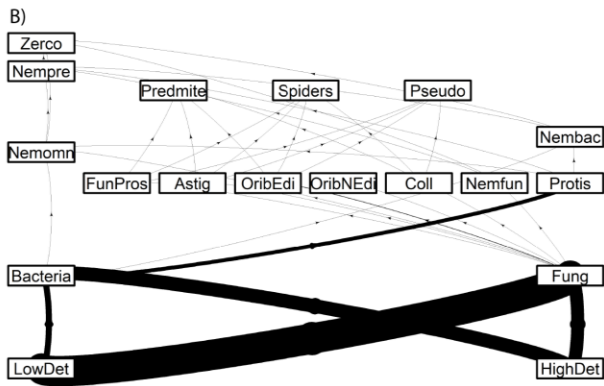 B)
Zerco
Nempre
Predmite Spiders Pseudo
Nembac
Nemomn
FunPros Astig OribEdi OribNEdi Coll Nemfun Protis
Bacteria Fung
LowDet HighDet